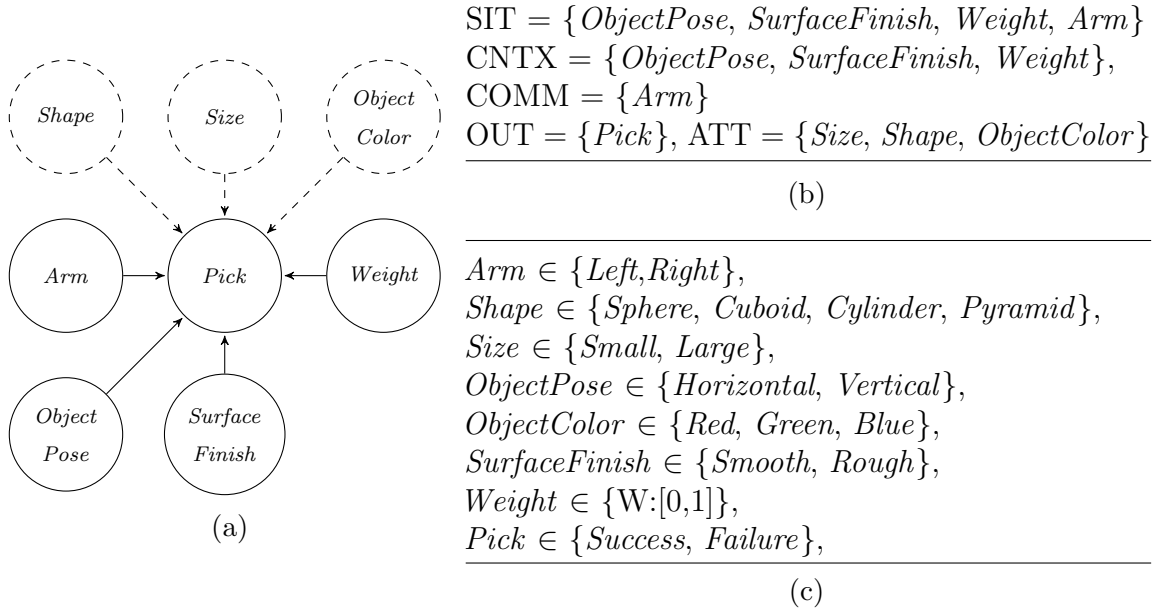 Shape
Size
Object
Color
Arm
Pick
Weight
Object
Pose
Surface
Finish
(a)
SIT = {ObjectPose, SurfaceFinish, Weight, Arm}
CNTX = {ObjectPose, SurfaceFinish, Weight},
COMM = {Arm}
OUT = {Pick}, ATT = {Size, Shape, ObjectColor}
(b)
Arm ∈ {Left,Right},
Shape ∈ {Sphere, Cuboid, Cylinder, Pyramid},
Size ∈ {Small, Large},
ObjectPose ∈ {Horizontal, Vertical},
ObjectColor ∈ {Red, Green, Blue},
SurfaceFinish ∈ {Smooth, Rough},
Weight ∈ {W:[0,1]},
Pick ∈ {Success, Failure},
(c)